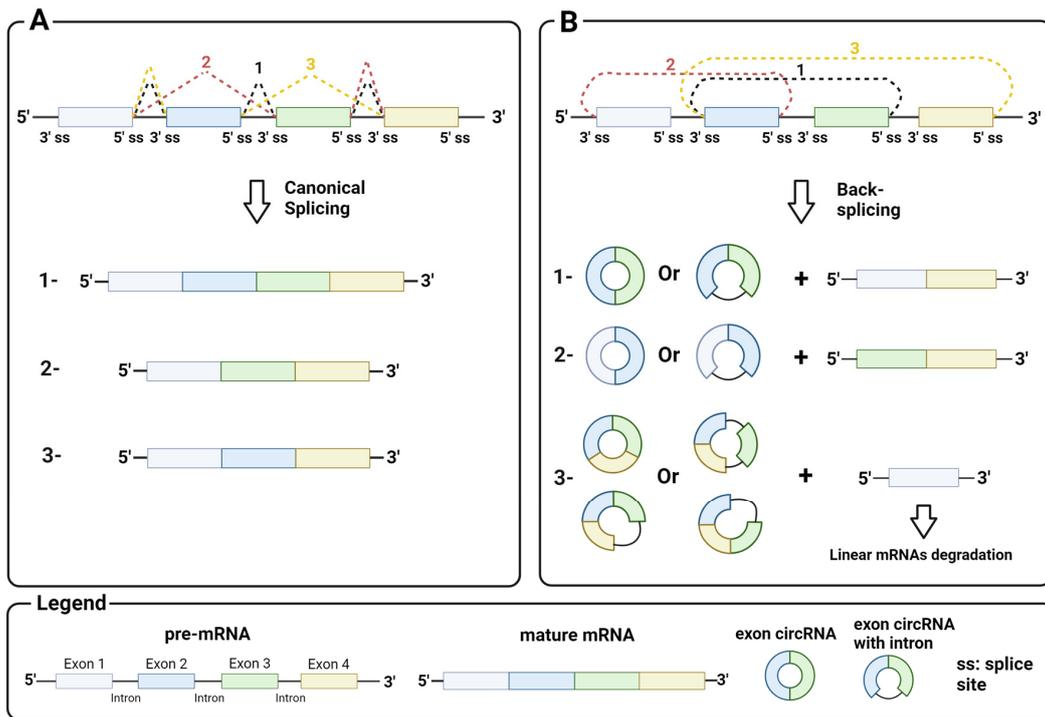 A
2
1
3
5'
3'
3' ss
5' ss
3' ss
5' ss
3' ss
5' ss
3' ss
5' ss
Canonical
Splicing
1-
5'
3'
2-
5'
3'
3-
5'
3'
B
3
2
1
5'
3'
3' ss
5' ss
3' ss
5' ss
3' ss
5' ss
3' ss
5' ss
Back-
splicing
1-
Or
+
5'
3'
2-
Or
+
5'
3'
3-
Or
+
5'
3'
Linear mRNAs degradation
Legend
pre-mRNA
5'
Exon 1
Exon 2
Exon 3
Exon 4
3'
Intron
Intron
Intron
mature mRNA
5'
3'
exon circRNA
exon circRNA
with intron
ss: splice
site